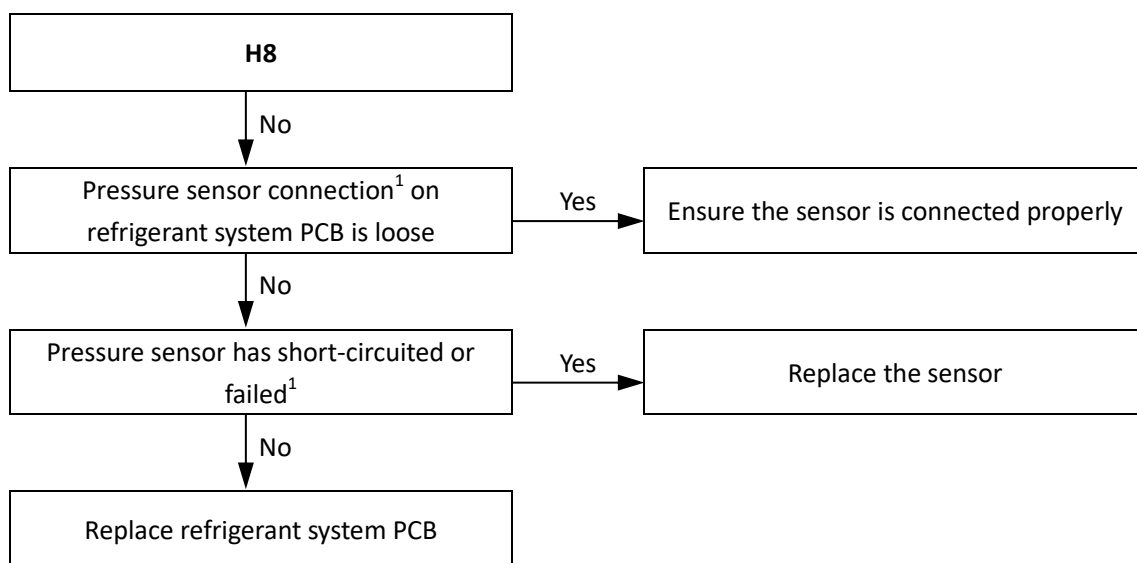 H8
No
Pressure sensor connection¹ on
refrigerant system PCB is loose
Yes
Ensure the sensor is connected properly
No
Pressure sensor has short-circuited or
failed¹
Yes
Replace the sensor
No
Replace refrigerant system PCB